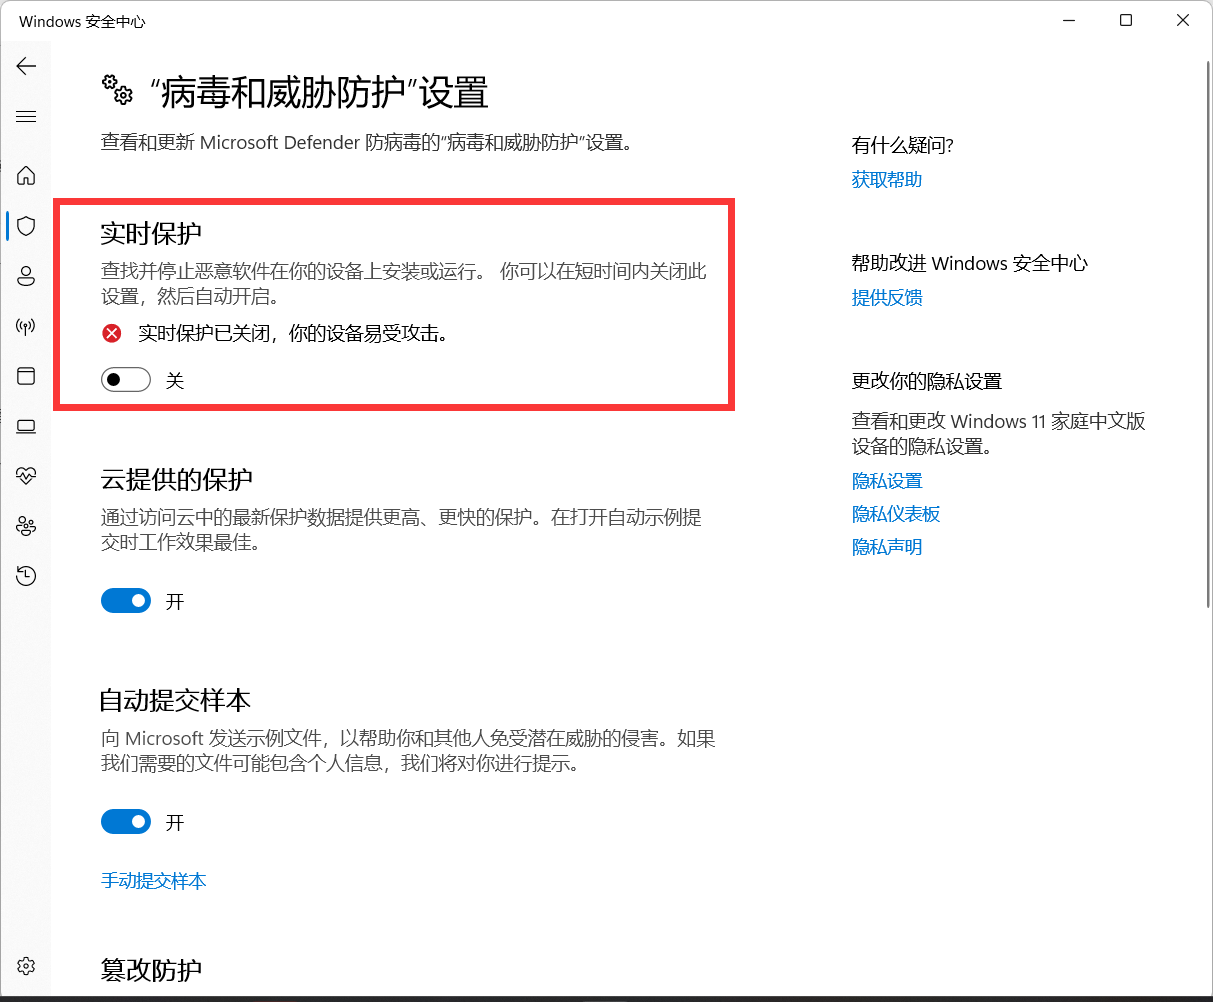 Windows 安全中心
“病毒和威胁防护”设置
查看和更新 Microsoft Defender 防病毒的“病毒和威胁防护”设置。
实时保护
查找并停止恶意软件在你的设备上安装或运行。 你可以在短时间内关闭此
设置，然后自动开启。
实时保护已关闭，你的设备易受攻击。
关
云提供的保护
通过访问云中的最新保护数据提供更高、更快的保护。在打开自动示例提
交时工作效果最佳。
开
自动提交样本
向 Microsoft 发送示例文件，以帮助你和其他人免受潜在威胁的侵害。如果
我们需要的文件可能包含个人信息，我们将对你进行提示。
开
手动提交样本
篡改防护
有什么疑问?
获取帮助
帮助改进 Windows 安全中心
提供反馈
更改你的隐私设置
查看和更改 Windows 11 家庭中文版
设备的隐私设置。
隐私设置
隐私仪表板
隐私声明